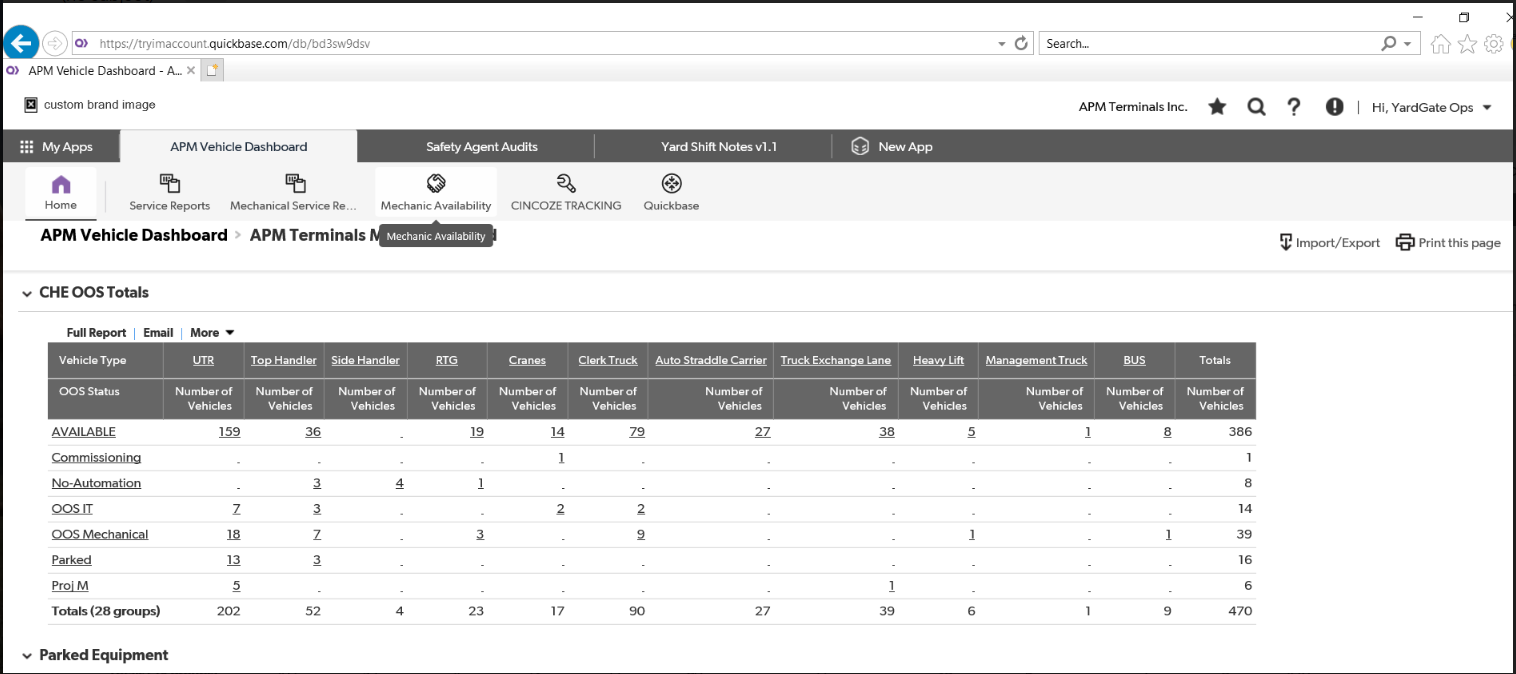 https://tryimaccount.quickbase.com/db/bd3sw9dsv Search...
APM Vehicle Dashboard - A...
custom brand image APM Terminals Inc. Hi, YardGate Ops
My Apps APM Vehicle Dashboard Safety Agent Audits Yard Shift Notes v1.1 New App
Home Service Reports Mechanical Service Re... Mechanic Availability CINCOZE TRACKING Quickbase
APM Vehicle Dashboard > APM Terminals
Mechanic Availability
Import/Export Print this page
CHE OOS Totals
Full Report | Email | More
Vehicle Type UTR Top Handler Side Handler RTG Cranes Clerk Truck Auto Straddle Carrier Truck Exchange Lane Heavy Lift Management Truck BUS Totals
OOS Status Number of Vehicles Number of Vehicles Number of Vehicles Number of Vehicles Number of Vehicles Number of Vehicles Number of Vehicles Number of Vehicles Number of Vehicles Number of Vehicles Number of Vehicles Number of Vehicles
AVAILABLE 159 36 - 19 14 79 27 38 5 1 8 386
Commissioning - - - - 1 - - - - - - 1
No-Automation - 3 4 1 - - - - - - - 8
OOS IT 7 3 - - 2 2 - - - - - 14
OOS Mechanical 18 7 - 3 - 9 - - 1 - 1 39
Parked 13 3 - - - - - - - - - 16
Proj M 5 - - - - - - 1 - - - 6
Totals (28 groups) 202 52 4 23 17 90 27 39 6 1 9 470
Parked Equipment